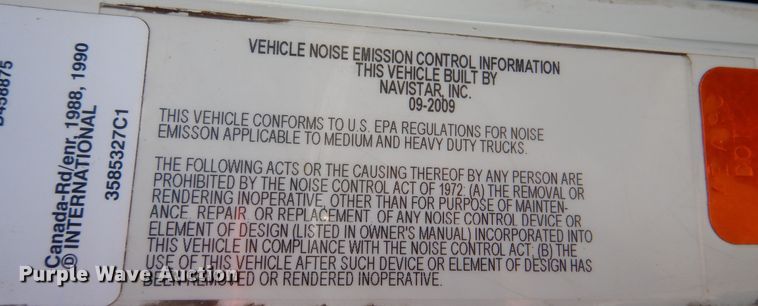 VEHICLE NOISE EMISSION CONTROL INFORMATION
THIS VEHICLE BUILT BY
NAVISTAR, INC.
09-2009
THIS VEHICLE CONFORMS TO U.S. EPA REGULATIONS FOR NOISE
EMISSON APPLICABLE TO MEDIUM AND HEAVY DUTY TRUCKS.
THE FOLLOWING ACTS OR THE CAUSING THEREOF BY ANY PERSON ARE
PROHIBITED BY THE NOISE CONTROL ACT OF 1972: (A) THE REMOVAL OR
RENDERING INOPERATIVE, OTHER THAN FOR PURPOSE OF MAINTEN-
ANCE, REPAIR, OR REPLACEMENT, OF ANY NOISE CONTROL DEVICE OR
ELEMENT OF DESIGN (LISTED IN OWNER'S MANUAL) INCORPORATED INTO
THIS VEHICLE IN COMPLIANCE WITH THE NOISE CONTROL ACT; (B) THE
USE OF THIS VEHICLE AFTER SUCH DEVICE OR ELEMENT OF DESIGN HAS
BEEN REMOVED OR RENDERED INOPERATIVE.
Canada-Rd/enr. 1988, 1990
® INTERNATIONAL
3585327C1
Purple Wave Auction